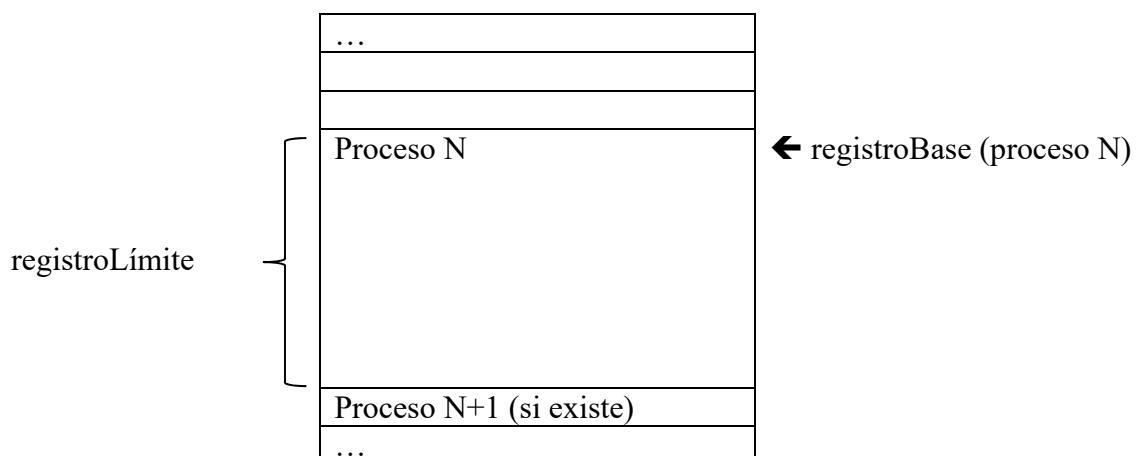 …
Proceso N
🡸 registroBase (proceso N)
registroLímite
Proceso N+1 (si existe)
…